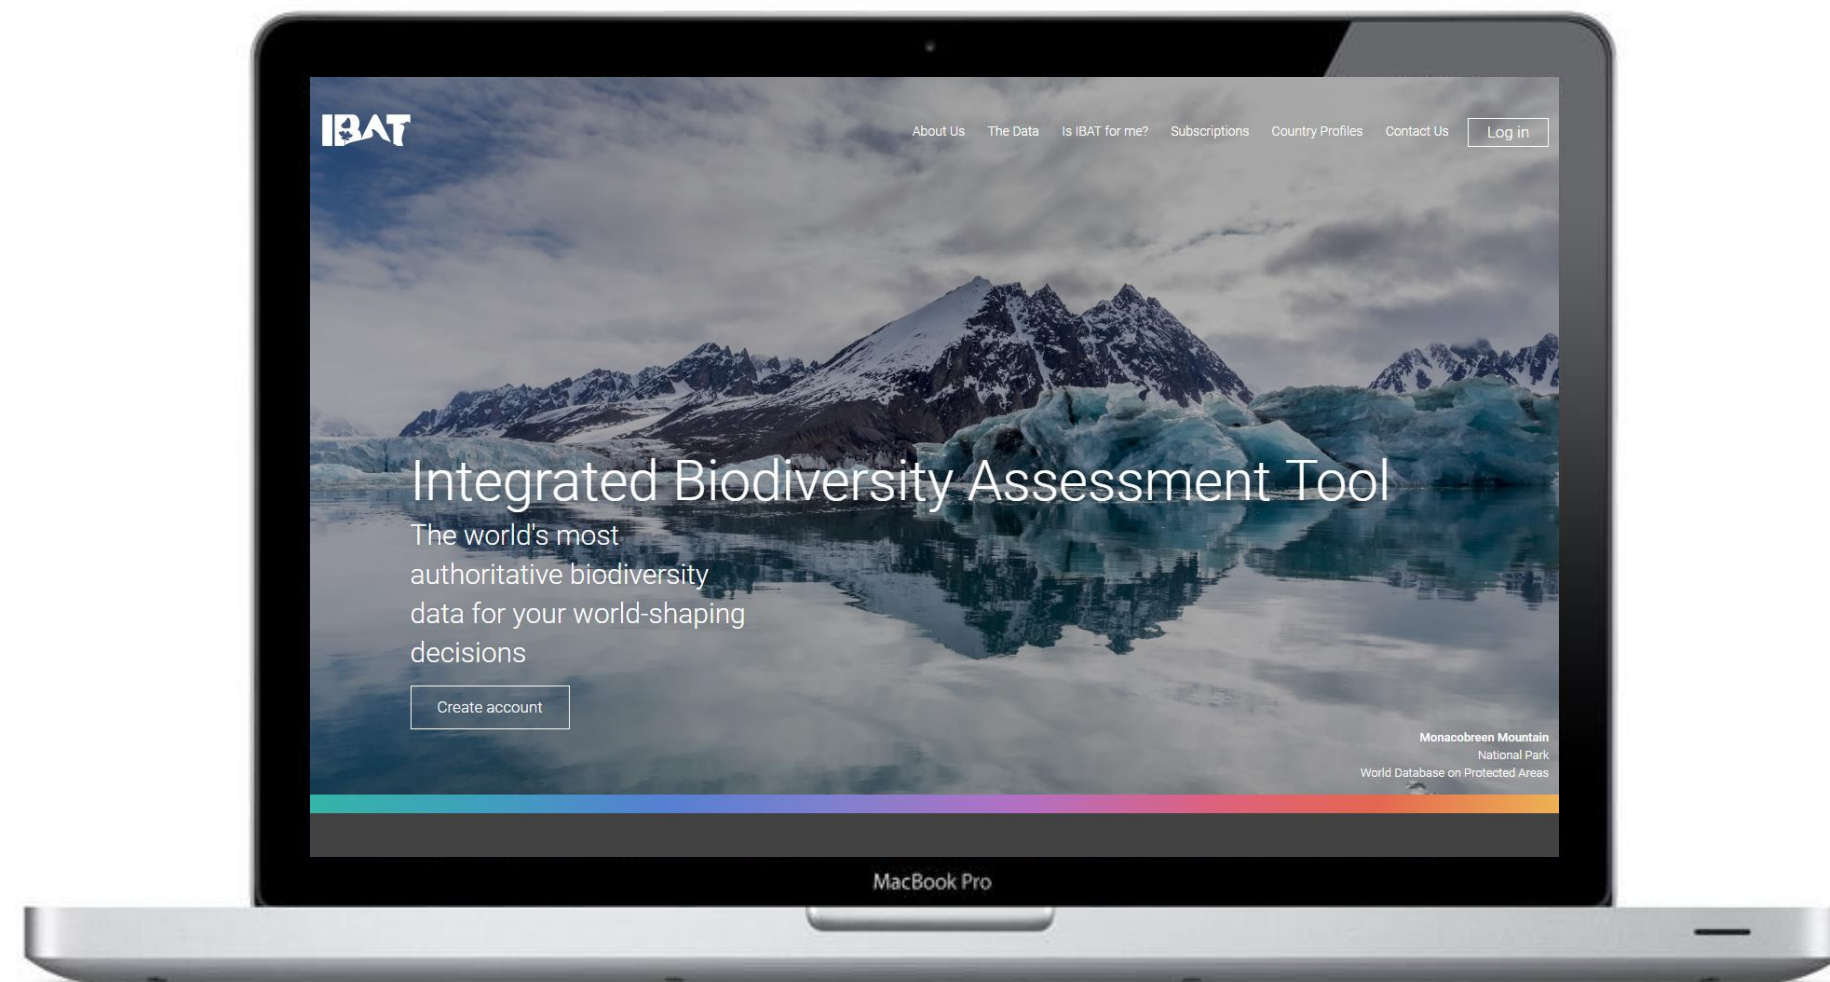 IBAT
About Us The Data Is IBAT for me? Subscriptions Country Profiles Contact Us Log in
Integrated Biodiversity Assessment Tool
The world's most
authoritative biodiversity
data for your world-shaping
decisions
Create account
Monacobreen Mountain
National Park
World Database on Protected Areas
MacBook Pro